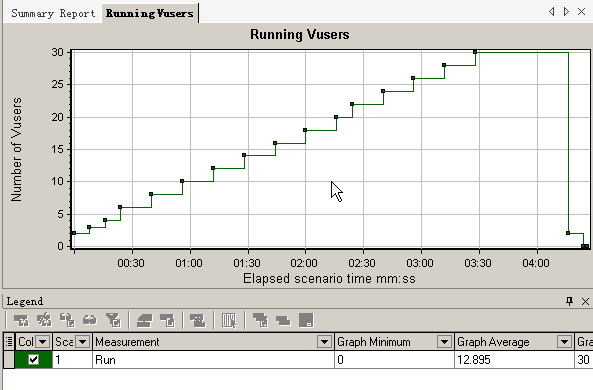 Summary Report Running Vusers
Running Vusers
Number of Vusers
30
25
20
15
10
5
0
00:30 01:00 01:30 02:00 02:30 03:00 03:30 04:00
Elapsed scenario time mm:ss
Legend
Col Sca Measurement Graph Minimum Graph Average Gra
1 Run 0 12.895 30